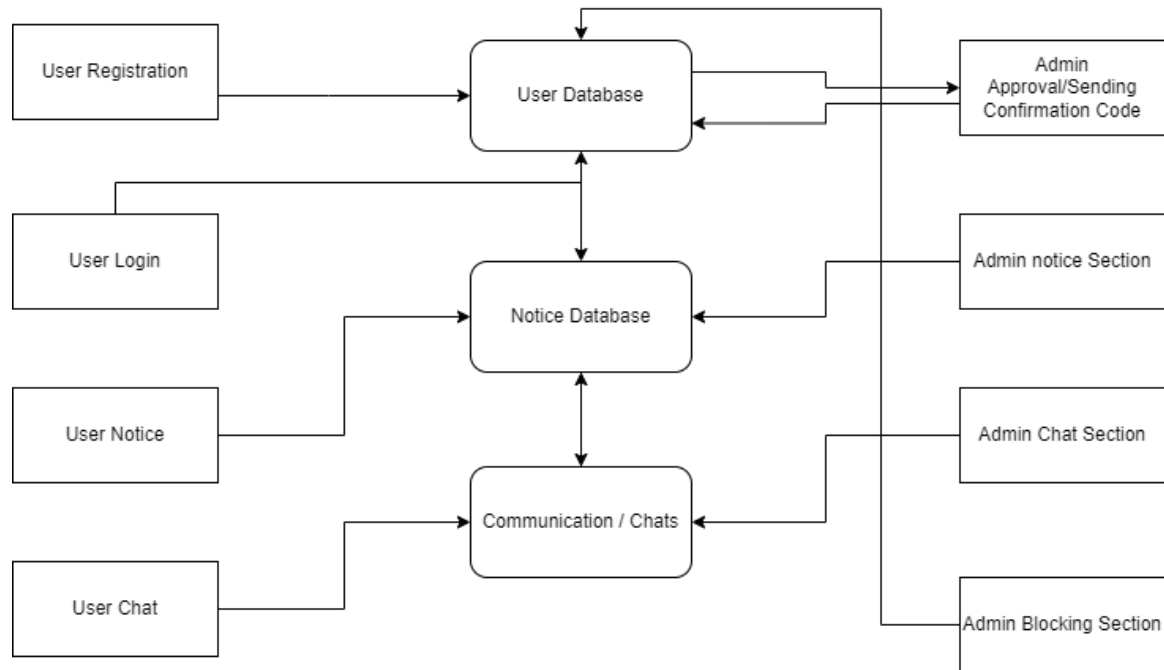 User Registration
User Database
Admin
Approval/Sending
Confirmation Code
User Login
Notice Database
Admin notice Section
User Notice
Admin Chat Section
Communication / Chats
User Chat
Admin Blocking Section